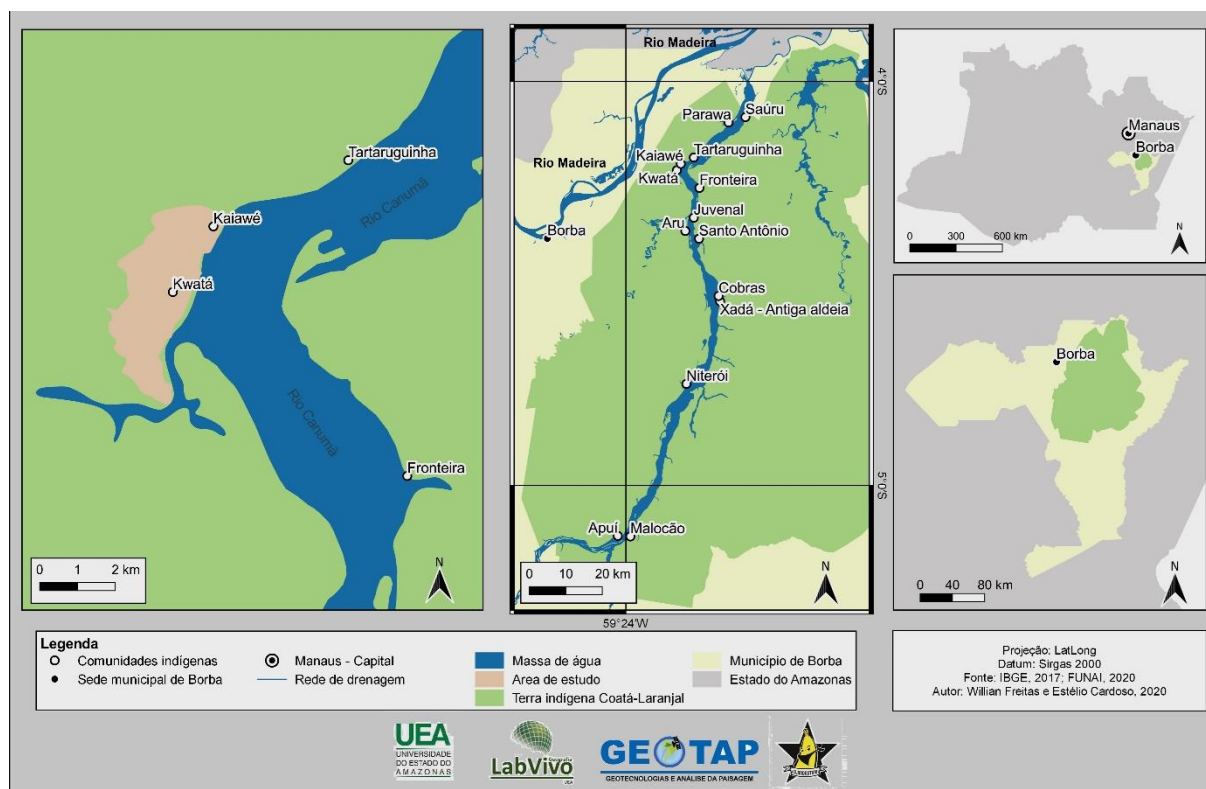 Tartaruguinha
Rio Canumã
Kaiawé
Kwatá
Rio Canumã
Fronteira
0 1 2 km
N
Rio Madeira
4°0'S
Parawa
Saúru
Rio Madeira
Kaiawé
Tartaruguinha
Kwatá
Fronteira
Juvenal
Aru
Santo Antônio
Borba
Cobras
Xadá - Antiga aldeia
Niterói
5°0'S
Apuí
Malocão
0 10 20 km
N
59°24'W
Manaus
Borba
0 300 600 km
N
Borba
0 40 80 km
N
Legenda
Comunidades indígenas
Sede municipal de Borba
Manaus - Capital
Rede de drenagem
Massa de água
Area de estudo
Terra indígena Coatá-Laranjal
Município de Borba
Estado do Amazonas
Projeção: LatLong
Datum: Sirgas 2000
Fonte: IBGE, 2017; FUNAI, 2020
Autor: Willian Freitas e Estélio Cardoso, 2020
UEA
UNIVERSIDADE
DO ESTADO DO
AMAZONAS
Geografia
LabVivo
UEA
GEOTAP
GEOTECNOLOGIAS E ANÁLISE DA PAISAGEM